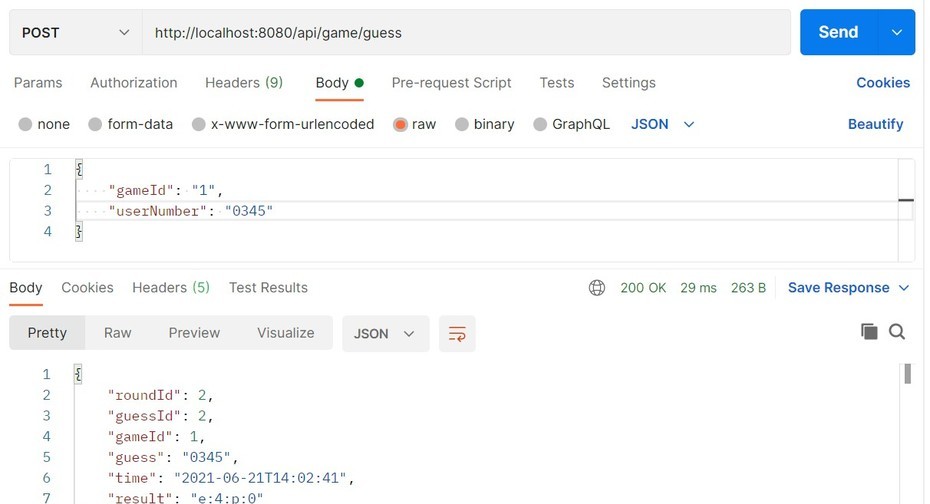 POST http://localhost:8080/api/game/guess Send
Params Authorization Headers (9) Body Pre-request Script Tests Settings Cookies
none form-data x-www-form-urlencoded raw binary GraphQL JSON Beautify
1 {
2 "gameId": "1",
3 "userNumber": "0345"
4 }
Body Cookies Headers (5) Test Results 200 OK 29 ms 263 B Save Response
Pretty Raw Preview Visualize JSON
1 {
2 "roundId": 2,
3 "guessId": 2,
4 "gameId": 1,
5 "guess": "0345",
6 "time": "2021-06-21T14:02:41",
7 "result": "e:4:p:0"